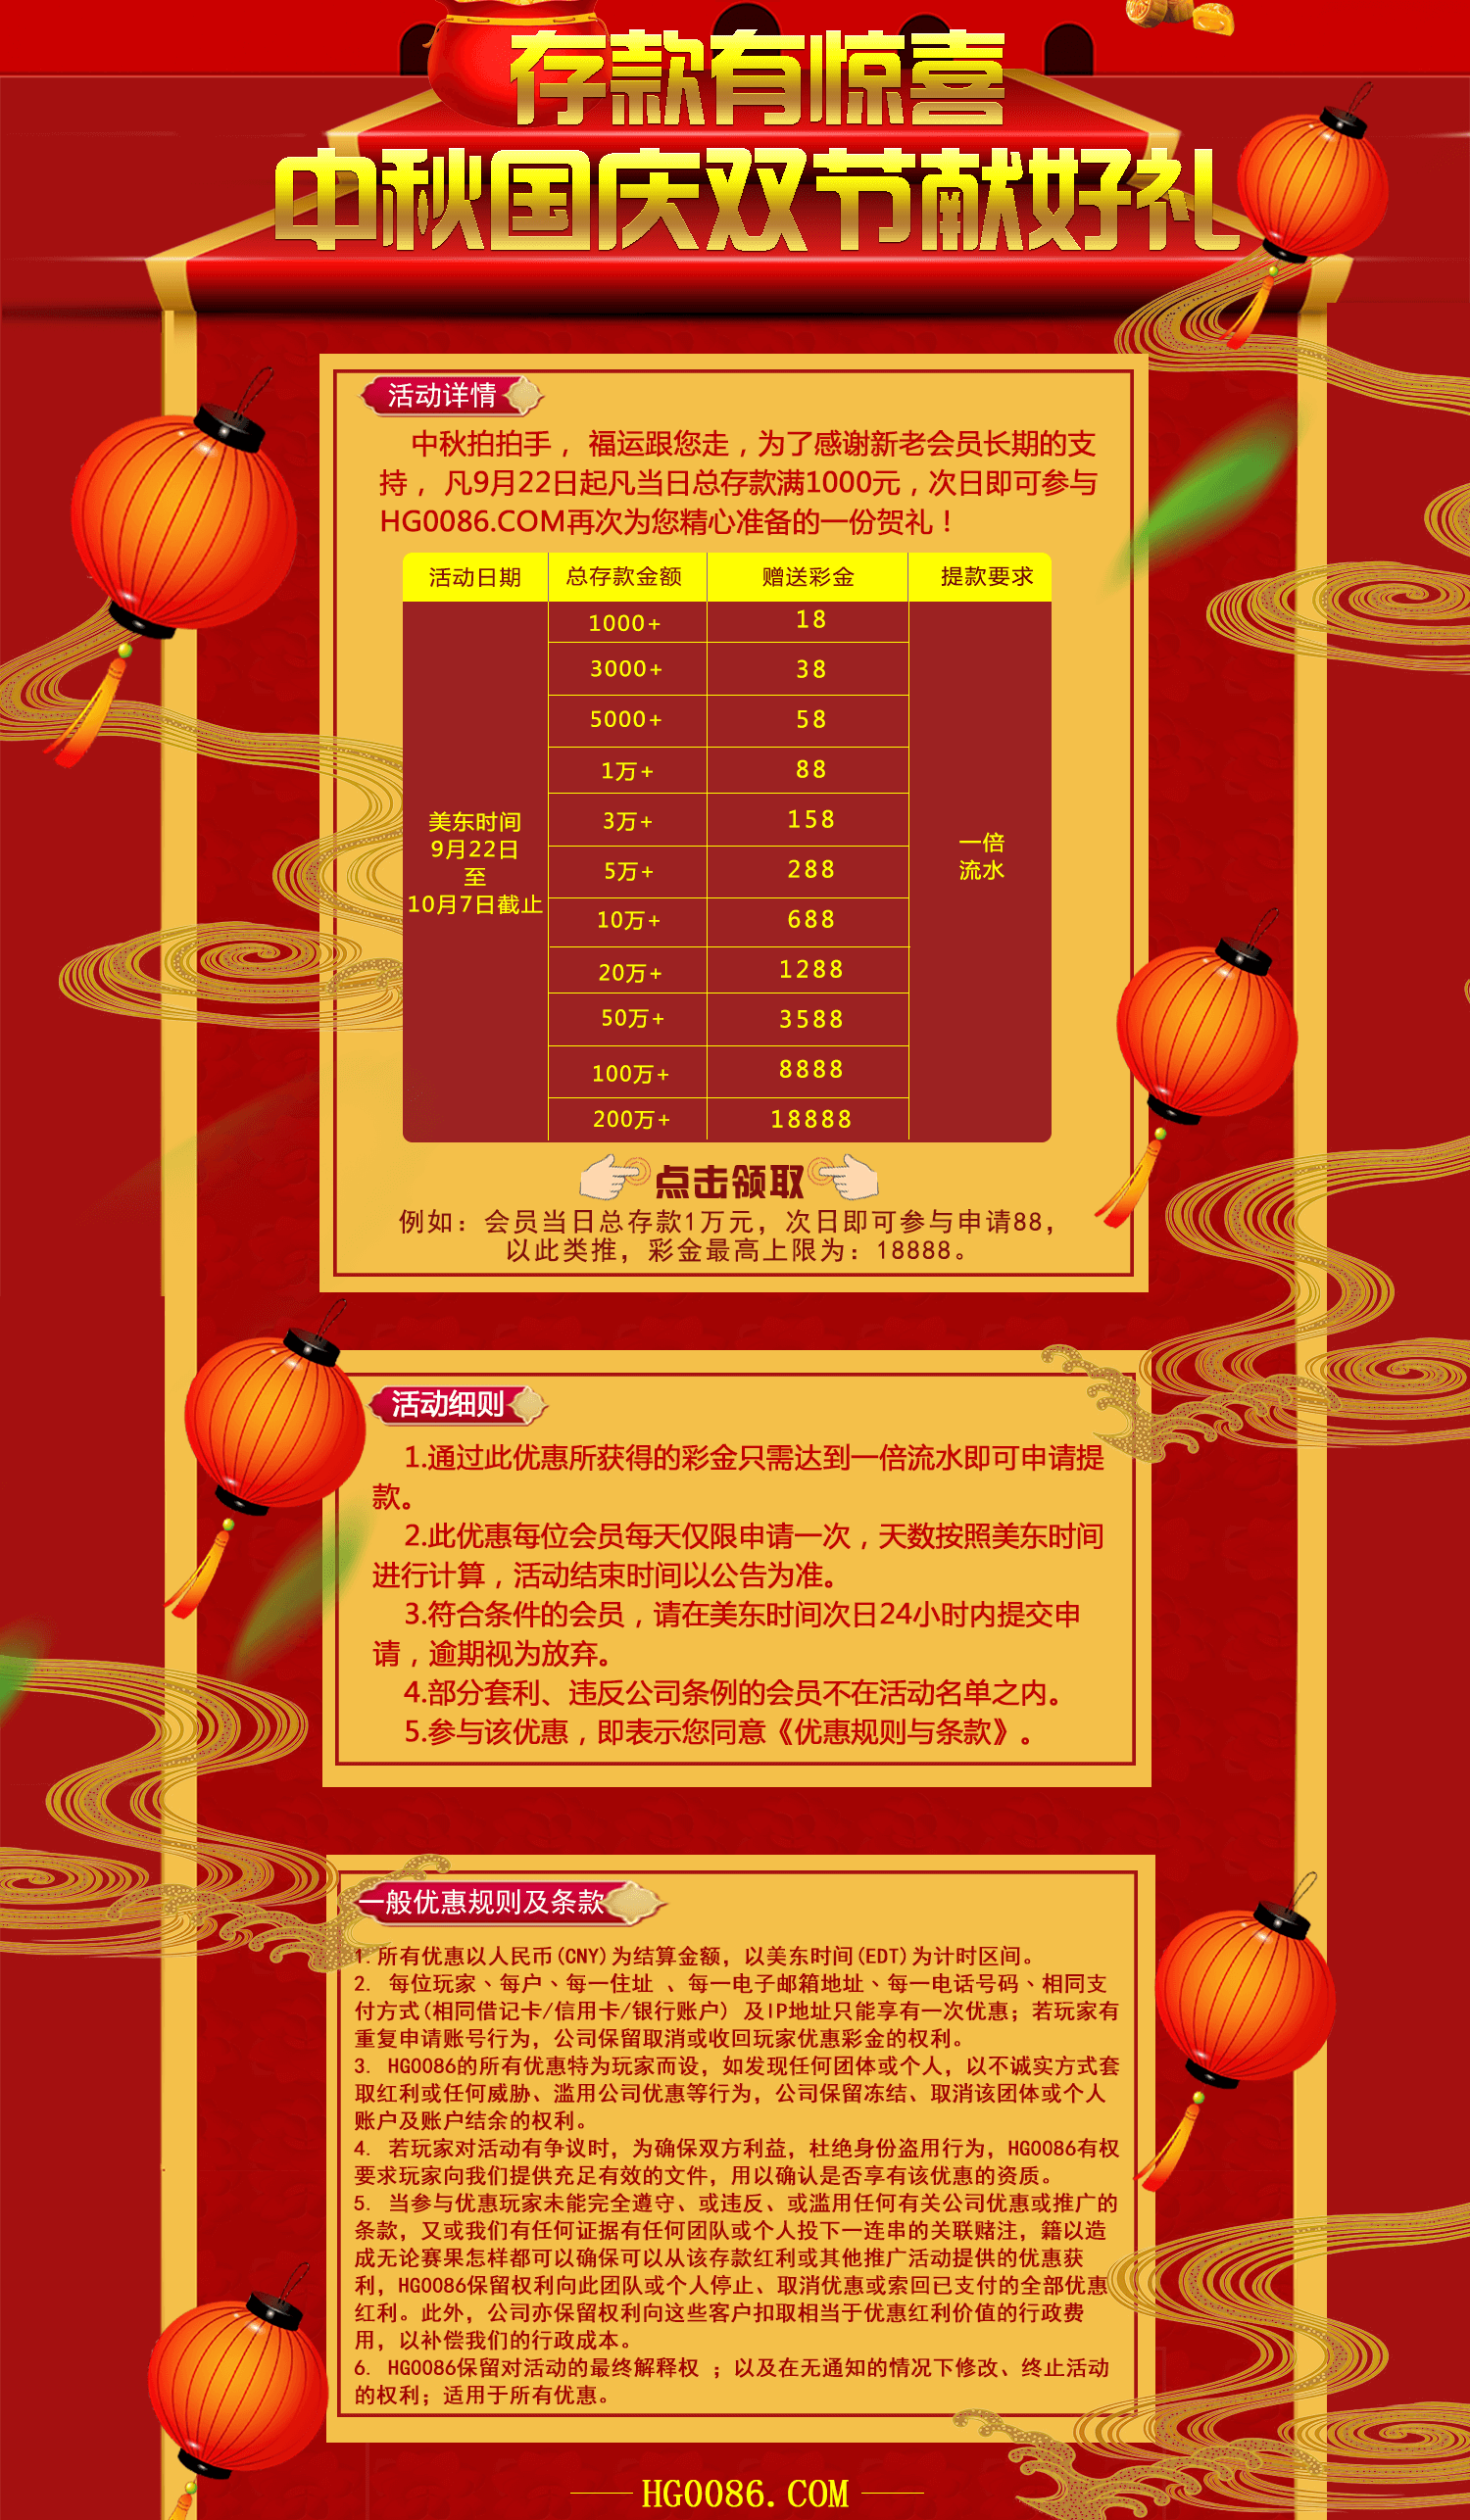 存款有惊喜
中秋国庆双节献好礼
活动详情
中秋拍拍手， 福运跟您走，为了感谢新老会员长期的支
持， 凡9月22日起凡当日总存款满1000元，次日即可参与
HG0086.COM再次为您精心准备的一份贺礼！
活动日期 总存款金额 赠送彩金 提款要求
1000+ 18
3000+ 38
5000+ 58
1万+ 88
3万+ 158
5万+ 288
10万+ 688
20万+ 1288
50万+ 3588
100万+ 8888
200万+ 18888
美东时间
9月22日
至
10月7日截止
一倍
流水
点击领取
例如：会员当日总存款1万元，次日即可参与申请88，
以此类推，彩金最高上限为：18888。
活动细则
1.通过此优惠所获得的彩金只需达到一倍流水即可申请提
款。
2.此优惠每位会员每天仅限申请一次，天数按照美东时间
进行计算，活动结束时间以公告为准。
3.符合条件的会员，请在美东时间次日24小时内提交申
请，逾期视为放弃。
4.部分套利、违反公司条例的会员不在活动名单之内。
5.参与该优惠，即表示您同意《优惠规则与条款》。
一般优惠规则及条款
1.所有优惠以人民币(CNY)为结算金额，以美东时间(EDT)为计时区间。
2. 每位玩家、每户、每一住址 、每一电子邮箱地址、每一电话号码、相同支
付方式(相同借记卡/信用卡/银行账户) 及IP地址只能享有一次优惠；若玩家有
重复申请账号行为，公司保留取消或收回玩家优惠彩金的权利。
3. HG0086的所有优惠特为玩家而设，如发现任何团体或个人，以不诚实方式套
取红利或任何威胁、滥用公司优惠等行为，公司保留冻结、取消该团体或个人
账户及账户结余的权利。
4. 若玩家对活动有争议时，为确保双方利益，杜绝身份盗用行为，HG0086有权
要求玩家向我们提供充足有效的文件，用以确认是否享有该优惠的资质。
5. 当参与优惠玩家未能完全遵守、或违反、或滥用任何有关公司优惠或推广的
条款，又或我们有任何证据有任何团队或个人投下一连串的关联赌注，籍以造
成无论赛果怎样都可以确保可以从该存款红利或其他推广活动提供的优惠获
利，HG0086保留权利向此团队或个人停止、取消优惠或索回已支付的全部优惠
红利。此外，公司亦保留权利向这些客户扣取相当于优惠红利价值的行政费
用，以补偿我们的行政成本。
6. HG0086保留对活动的最终解释权 ；以及在无通知的情况下修改、终止活动
的权利；适用于所有优惠。
HG0086.COM